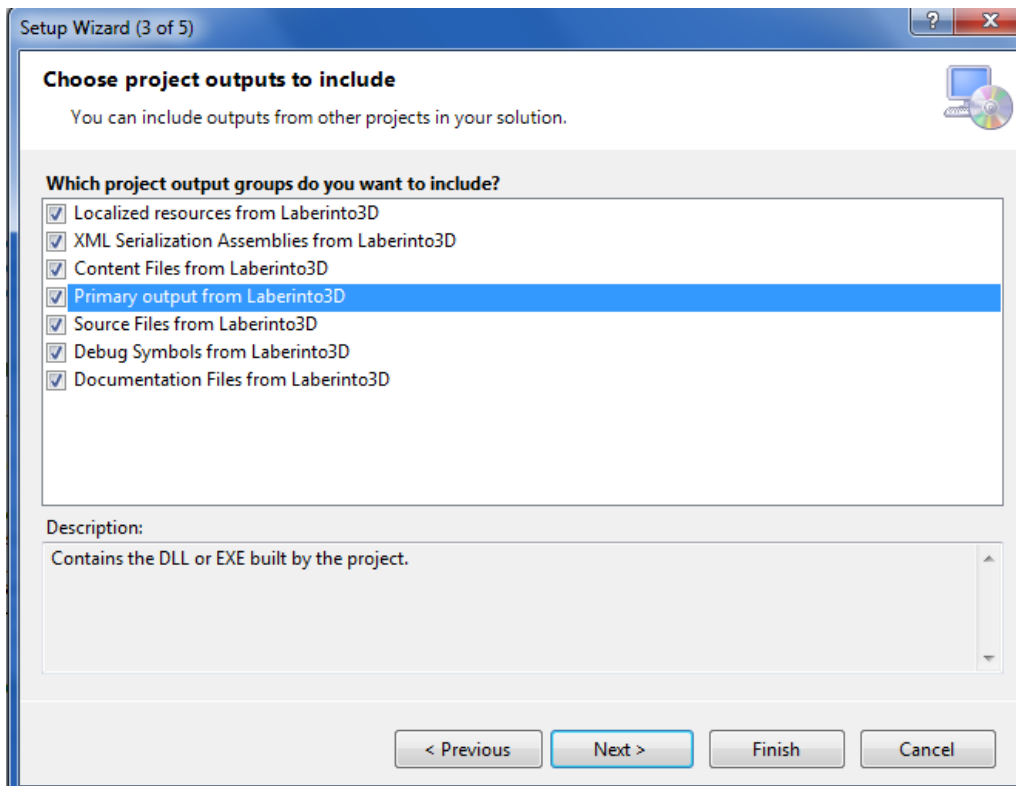 Setup Wizard (3 of 5)
?
Choose project outputs to include
You can include outputs from other projects in your solution.
Which project output groups do you want to include?
Localized resources from Laberinto3D
XML Serialization Assemblies from Laberinto3D
Content Files from Laberinto3D
Primary output from Laberinto3D
Source Files from Laberinto3D
Debug Symbols from Laberinto3D
Documentation Files from Laberinto3D
Description:
Contains the DLL or EXE built by the project.
< Previous Next > Finish Cancel